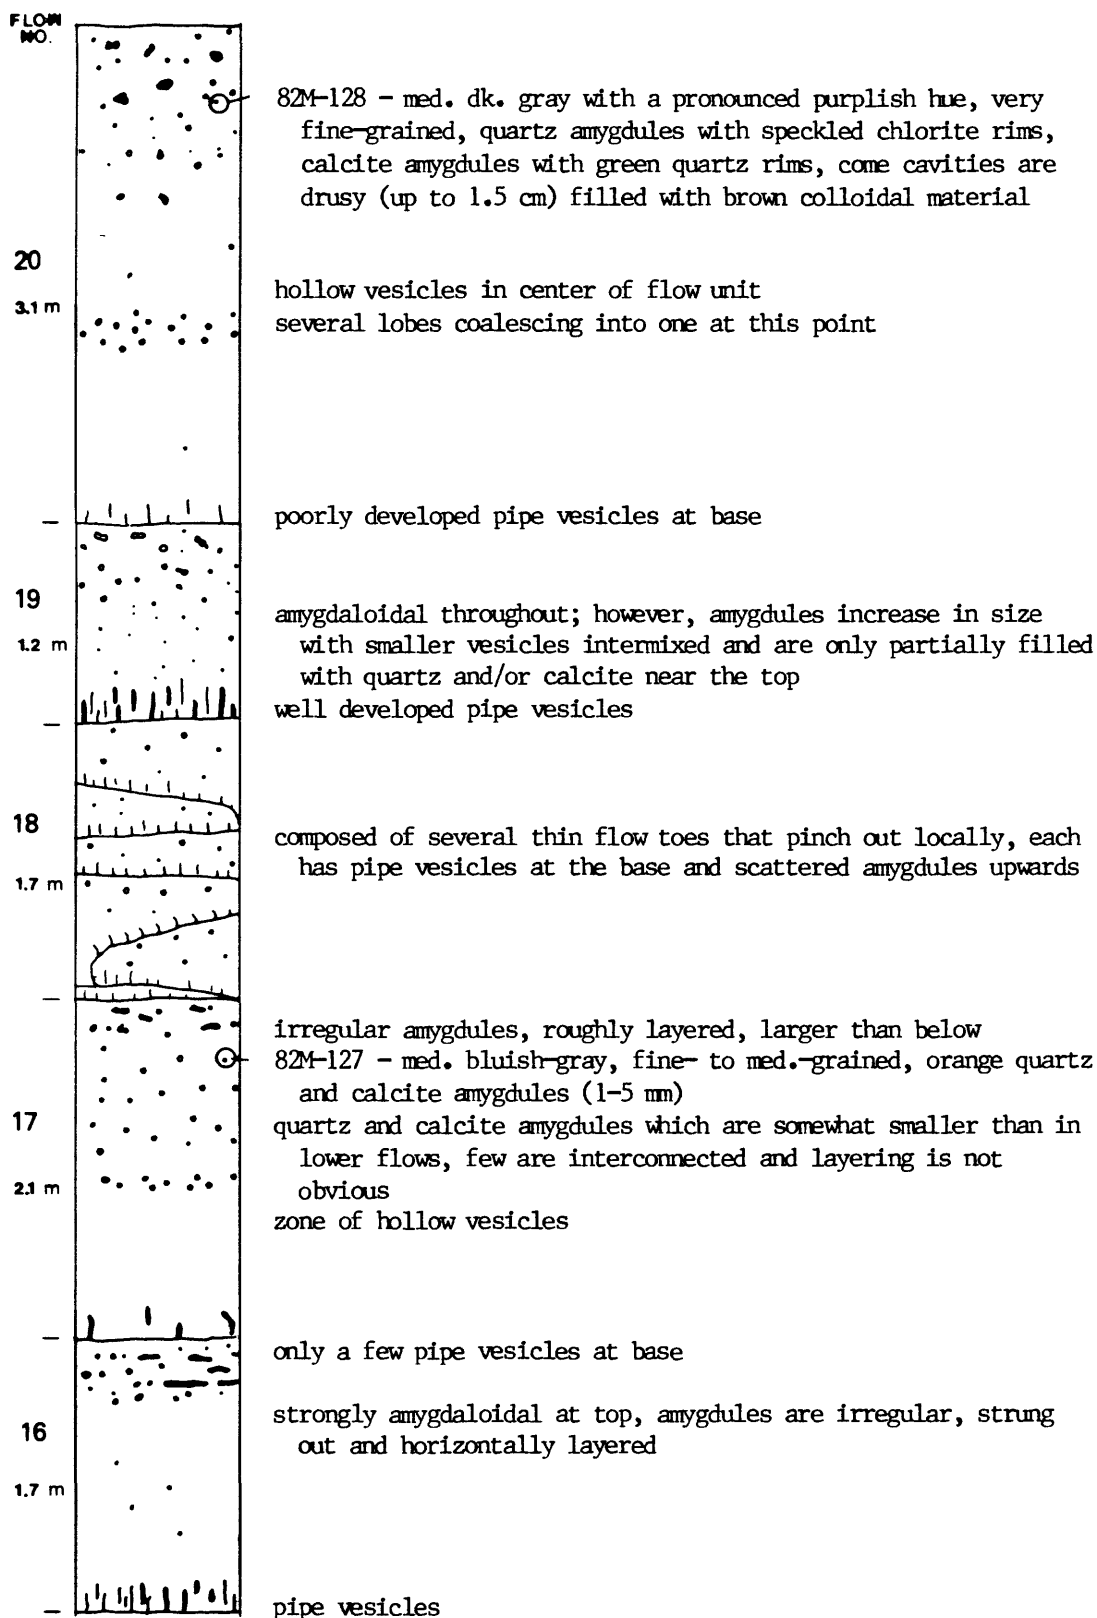 FLOW
NO.
82M-128 - med. dk. gray with a pronounced purplish hue, very
fine-grained, quartz amygdules with speckled chlorite rims,
calcite amygdules with green quartz rims, come cavities are
drusy (up to 1.5 cm) filled with brown colloidal material
20
hollow vesicles in center of flow unit
3.1 m
several lobes coalescing into one at this point
poorly developed pipe vesicles at base
19
amygdaloidal throughout; however, amygdules increase in size
1.2 m
with smaller vesicles intermixed and are only partially filled
with quartz and/or calcite near the top
well developed pipe vesicles
18
composed of several thin flow toes that pinch out locally, each
has pipe vesicles at the base and scattered amygdules upwards
1.7 m
irregular amygdules, roughly layered, larger than below
82M-127 - med. bluish-gray, fine- to med.-grained, orange quartz
and calcite amygdules (1-5 mm)
17
quartz and calcite amygdules which are somewhat smaller than in
lower flows, few are interconnected and layering is not
obvious
2.1 m
zone of hollow vesicles
only a few pipe vesicles at base
16
strongly amygdaloidal at top, amygdules are irregular, strung
out and horizontally layered
1.7 m
pipe vesicles